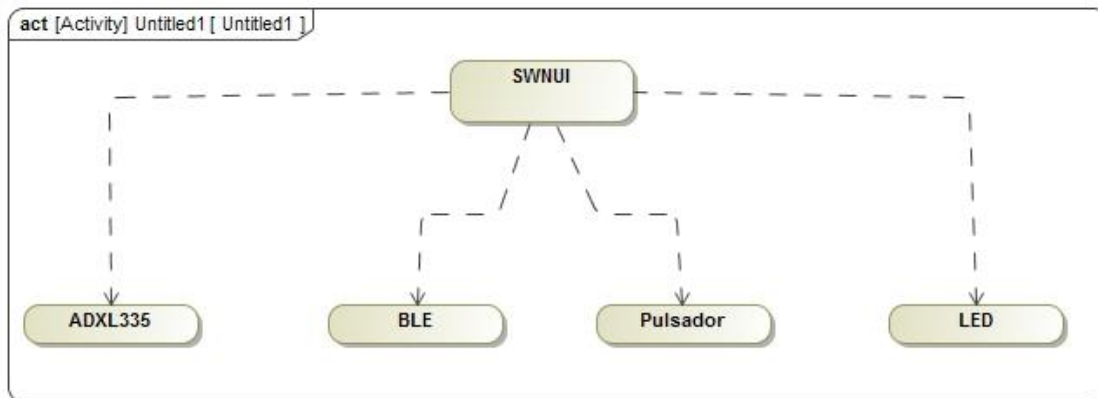 act [Activity] Untitled1 [ Untitled1 ]
SWNUI
ADXL335
BLE
Pulsador
LED